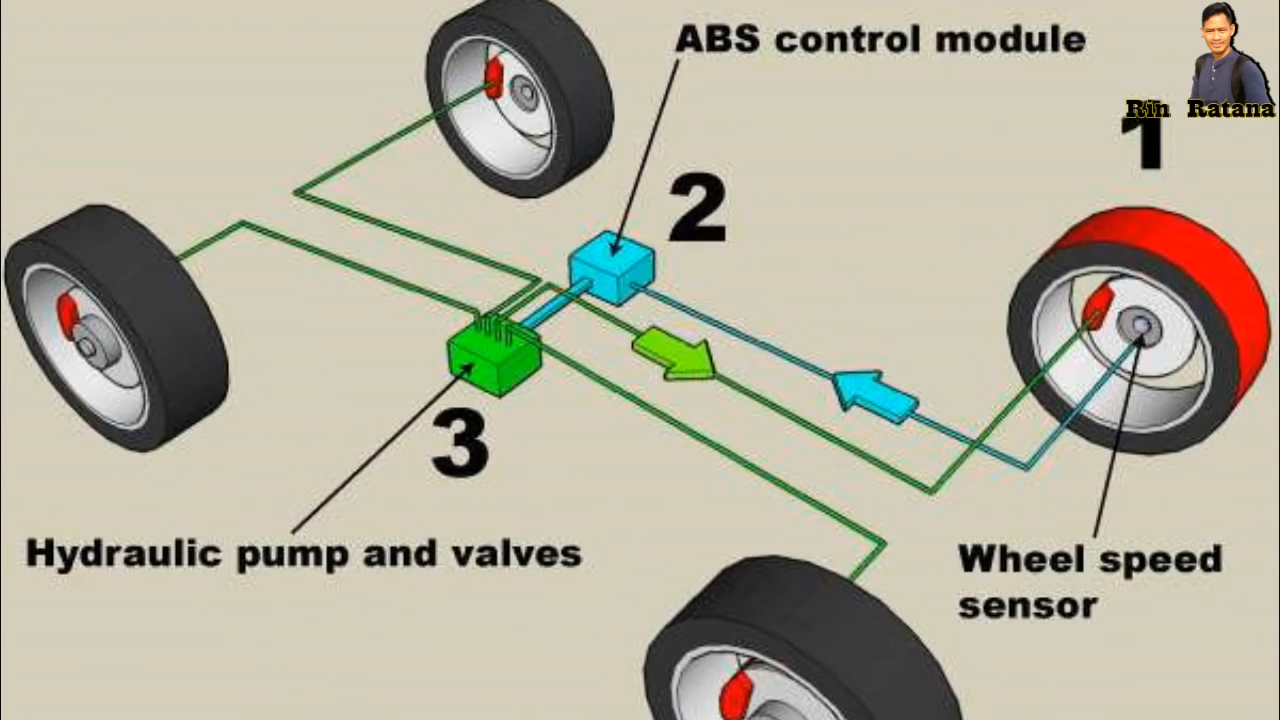 ABS control module
Rin Ratana
1
2
3
Hydraulic pump and valves
Wheel speed
sensor